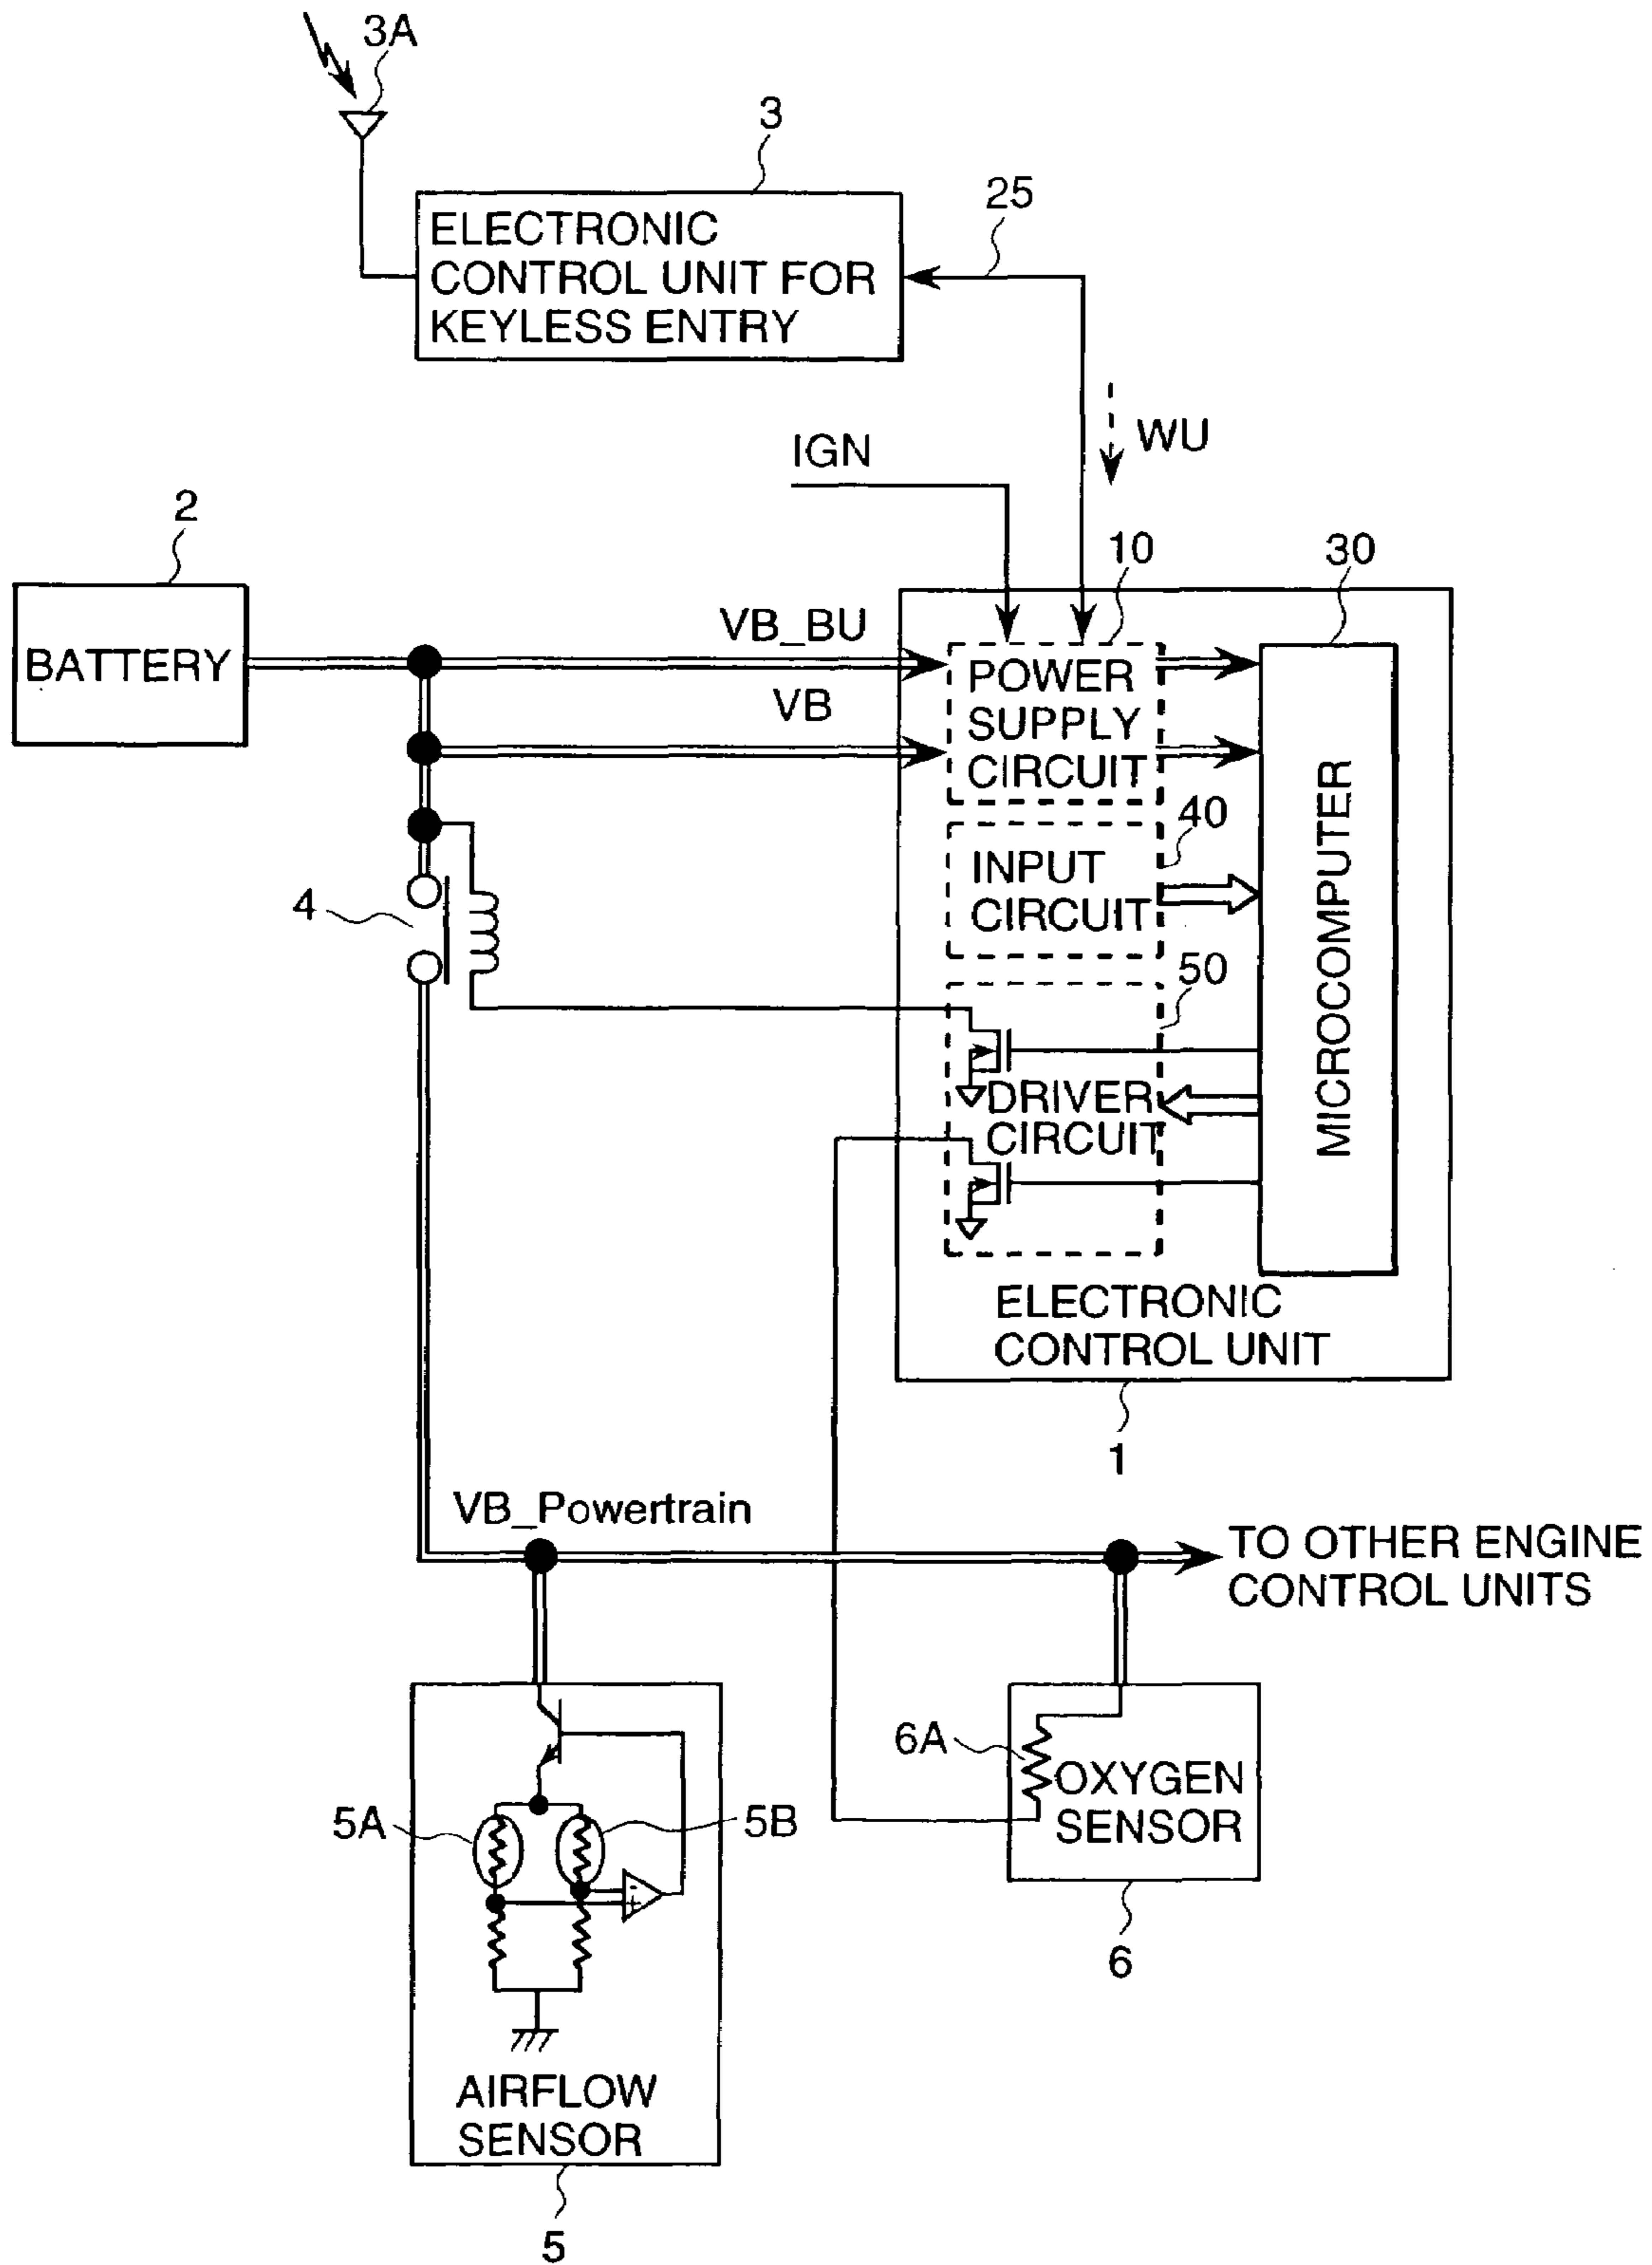 3A
3
25
ELECTRONIC
CONTROL UNIT FOR
KEYLESS ENTRY
WU
IGN
2
10
30
BATTERY
VB_BU
VB
POWER
SUPPLY
CIRCUIT
40
INPUT
CIRCUIT
4
50
MICROCOMPUTER
DRIVER
CIRCUIT
ELECTRONIC
CONTROL UNIT
1
VB_Powertrain
TO OTHER ENGINE
CONTROL UNITS
6A
OXYGEN
SENSOR
5A
5B
-
+
6
AIRFLOW
SENSOR
5